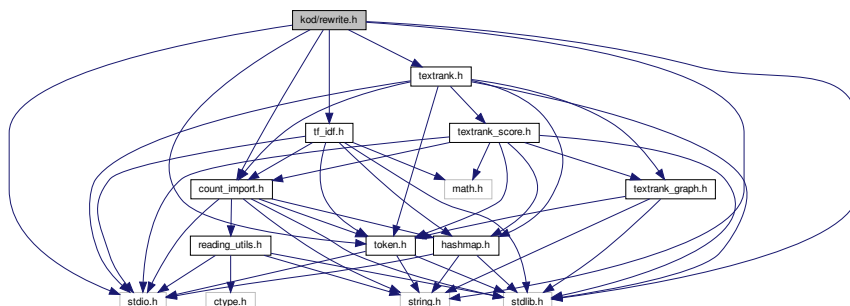 kod/rewrite.h
textrank.h
tf_idf.h textrank_score.h
count_import.h math.h textrank_graph.h
reading_utils.h token.h hashmap.h
stdio.h ctype.h string.h stdlib.h